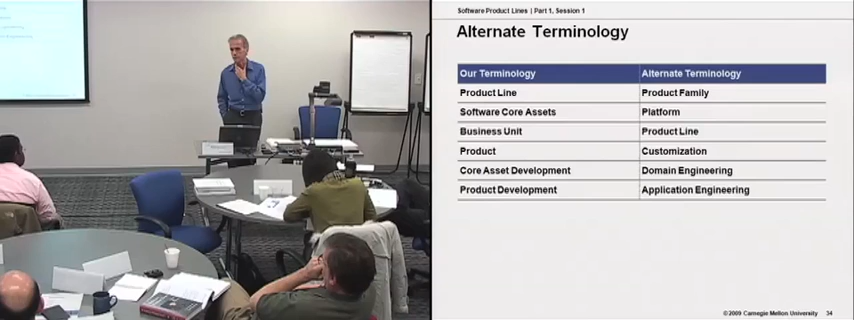 Software Product Lines | Part 1, Session 1
Alternate Terminology
Our Terminology Alternate Terminology
Product Line Product Family
Software Core Assets Platform
Business Unit Product Line
Product Customization
Core Asset Development Domain Engineering
Product Development Application Engineering
© 2009 Carnegie Mellon University 34